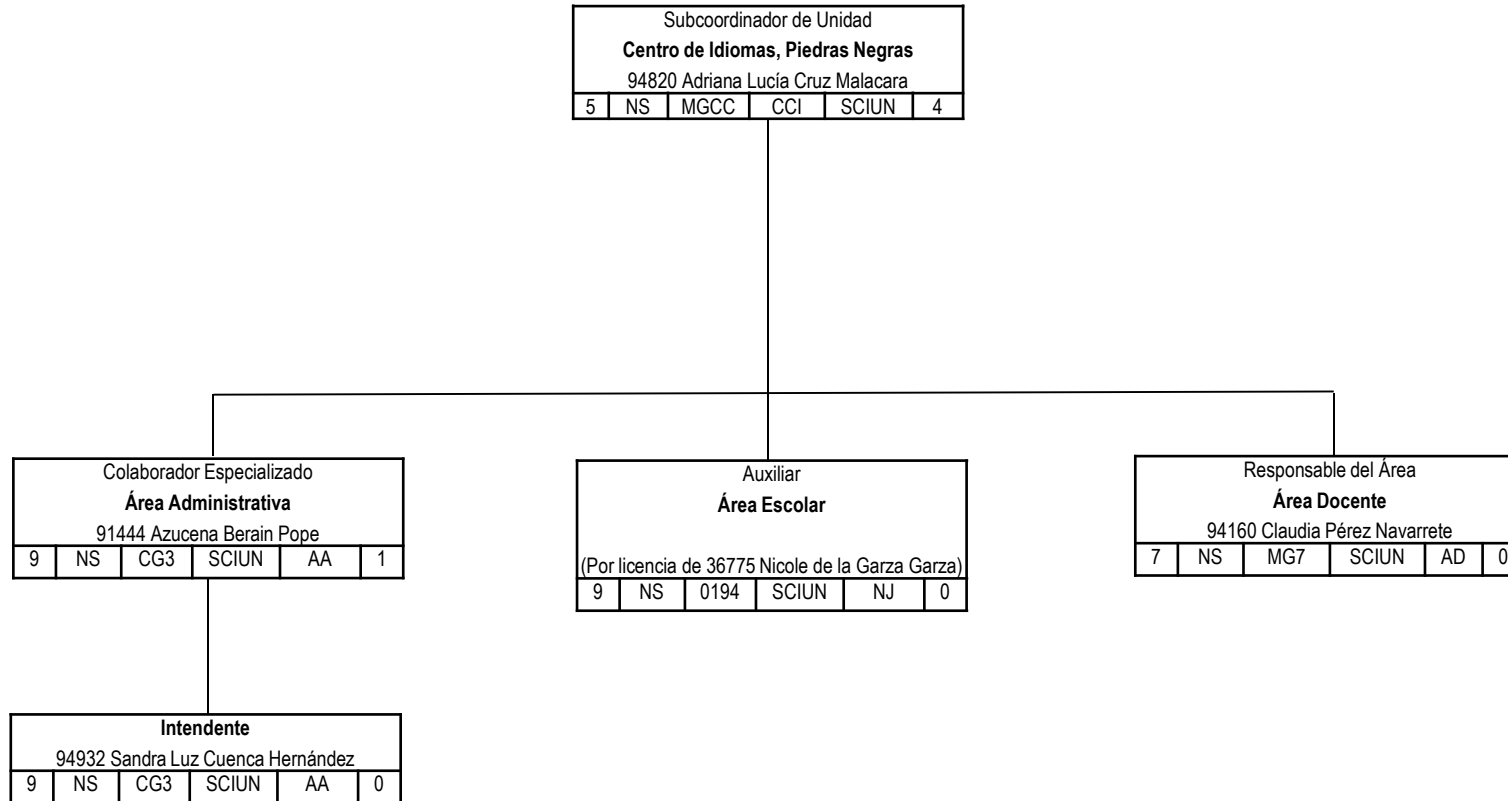 Subcoordinador de Unidad
Centro de Idiomas, Piedras Negras
94820 Adriana Lucía Cruz Malacara
5 NS MGCC CCI SCIUN 4
Colaborador Especializado
Área Administrativa
91444 Azucena Berain Pope
9 NS CG3 SCIUN AA 1
Auxiliar
Área Escolar
(Por licencia de 36775 Nicole de la Garza Garza)
9 NS 0194 SCIUN NJ 0
Responsable del Área
Área Docente
94160 Claudia Pérez Navarrete
7 NS MG7 SCIUN AD 0
Intendente
94932 Sandra Luz Cuenca Hernández
9 NS CG3 SCIUN AA 0